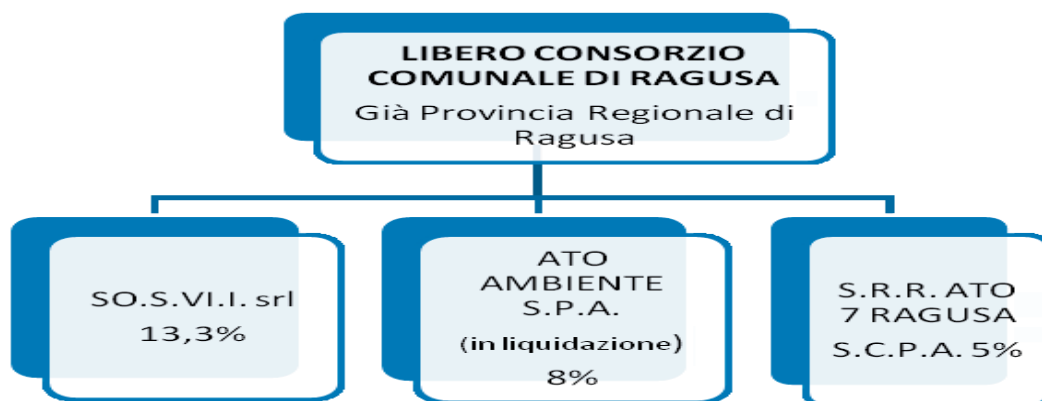 LIBERO CONSORZIO
COMUNALE DI RAGUSA
Già Provincia Regionale di
Ragusa
SO.S.VI.I. srl
13,3%
ATO
AMBIENTE
S.P.A.
(in liquidazione)
8%
S.R.R. ATO
7 RAGUSA
S.C.P.A. 5%